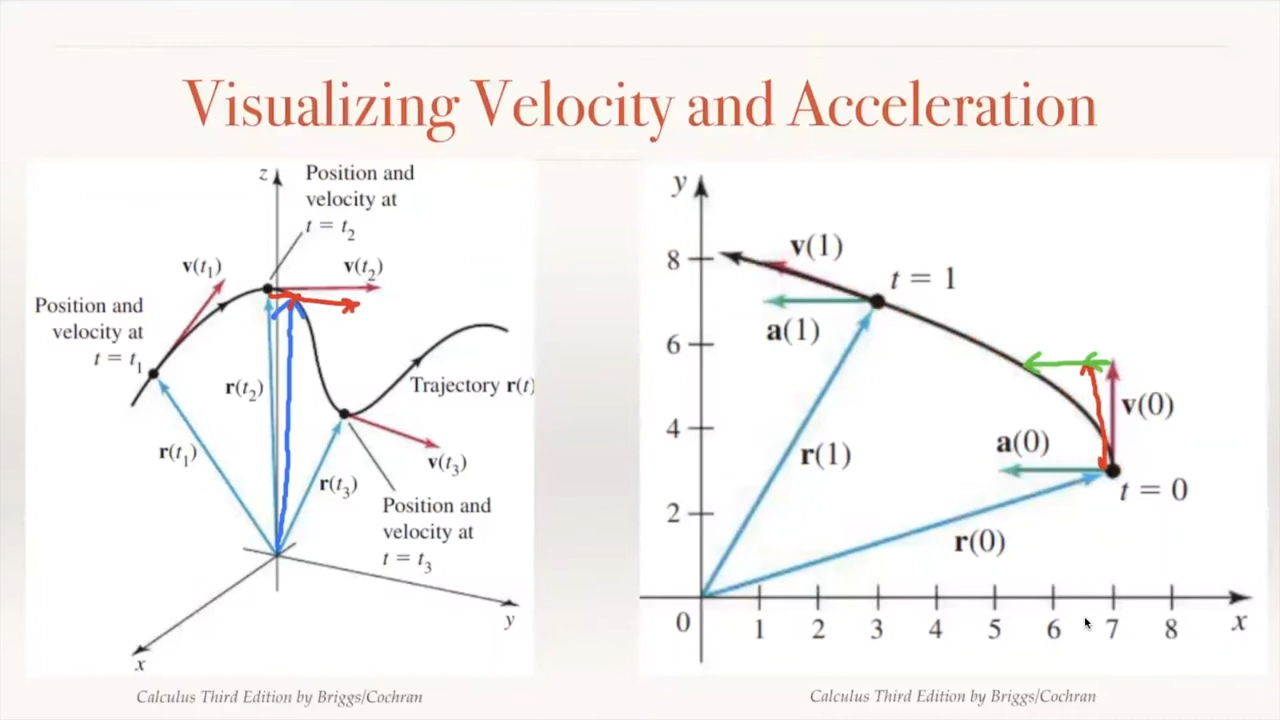 Visualizing Velocity and Acceleration
z
Position and
velocity at
t = t₂
v(t₁)
v(t₂)
Position and
velocity at
t = t₁
r(t₂)
Trajectory r(t)
r(t₁)
v(t₃)
r(t₃)
Position and
velocity at
t = t₃
y
x
Calculus Third Edition by Briggs/Cochran
y
8
v(1)
t = 1
a(1)
6
v(0)
4
a(0)
r(1)
t = 0
2
r(0)
0 1 2 3 4 5 6 7 8 x
Calculus Third Edition by Briggs/Cochran